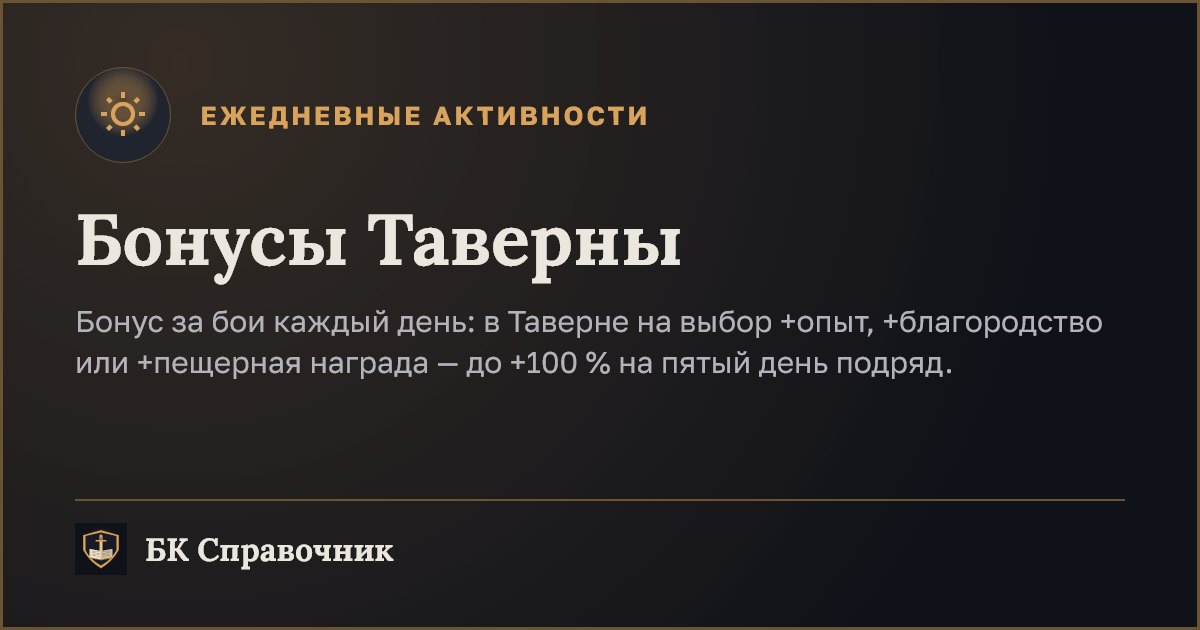 ЕЖЕДНЕВНЫЕ АКТИВНОСТИ
Бонусы Таверны
Бонус за бои каждый день: в Таверне на выбор +опыт, +благородство
или +пещерная награда — до +100 % на пятый день подряд.
БК Справочник